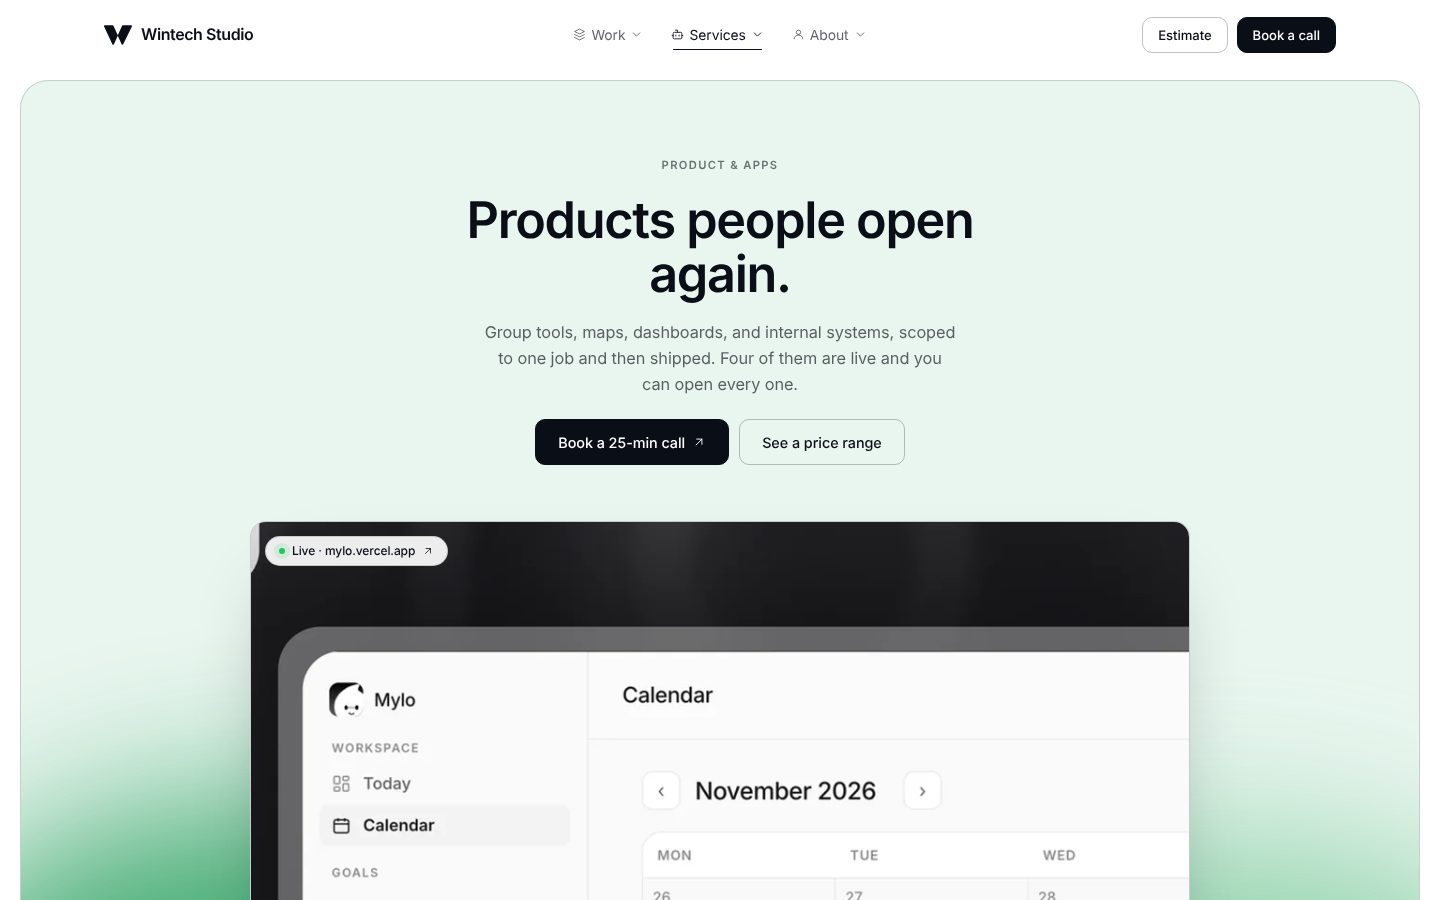 Wintech Studio
Work
Services
About
Estimate
Book a call
PRODUCT & APPS
Products people open
again.
Group tools, maps, dashboards, and internal systems, scoped
to one job and then shipped. Four of them are live and you
can open every one.
Book a 25-min call
See a price range
Live · mylo.vercel.app
Mylo
Calendar
WORKSPACE
Today
Calendar
GOALS
November 2026
MON TUE WED
26 27 28